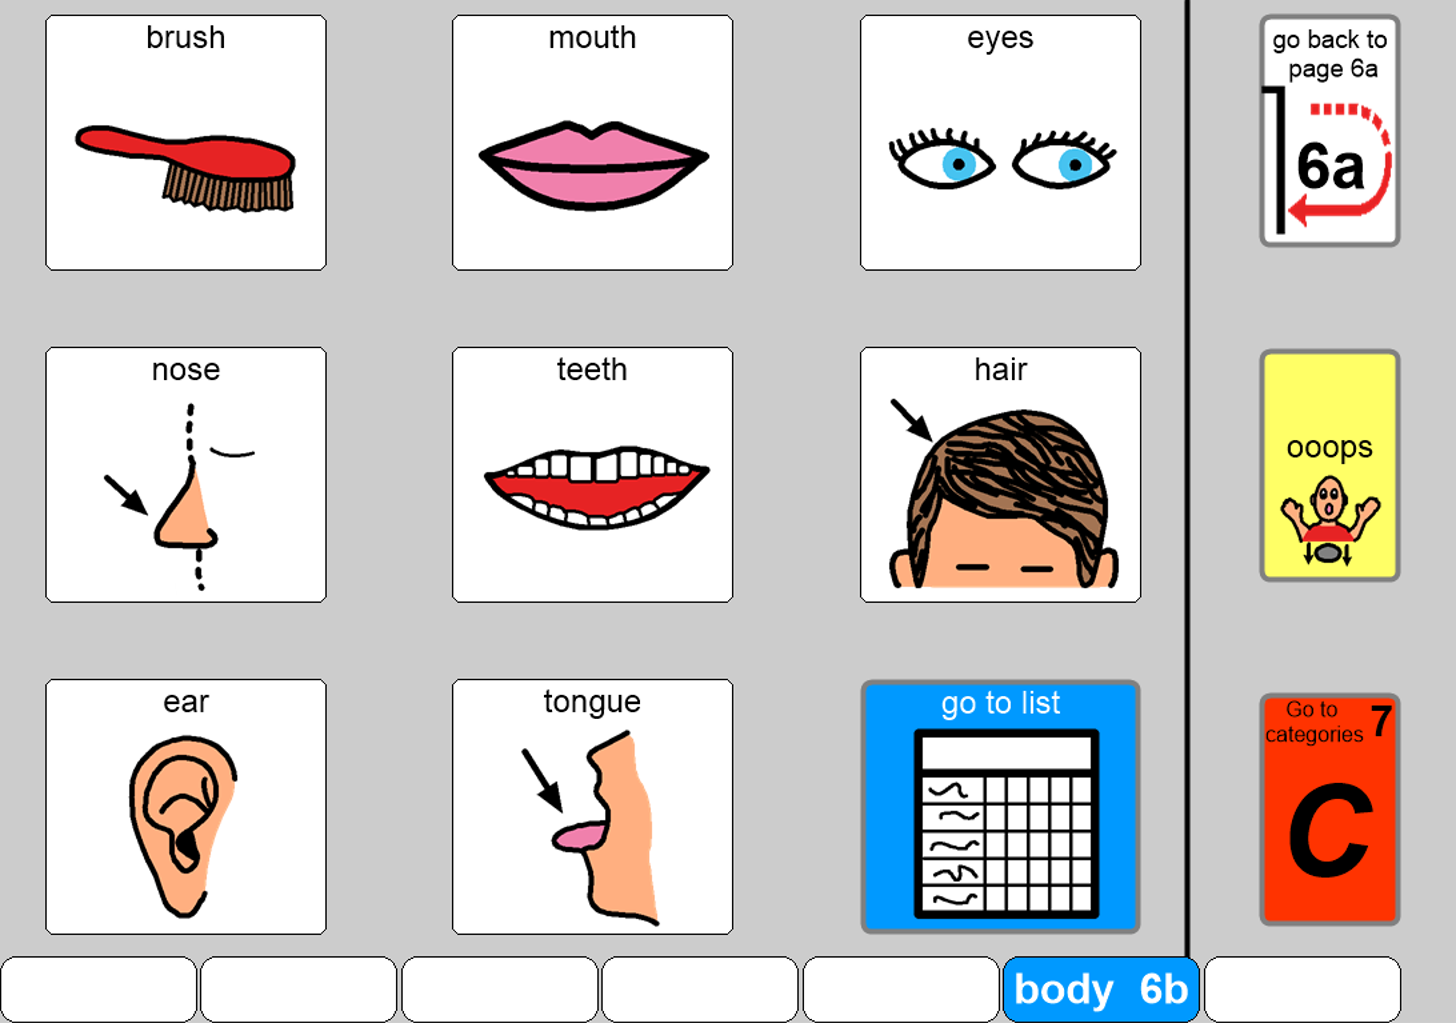 brush
mouth
eyes
go back to
page 6a
6a
nose
teeth
hair
ooops
ear
tongue
go to list
Go to
categories 7
C
body 6b